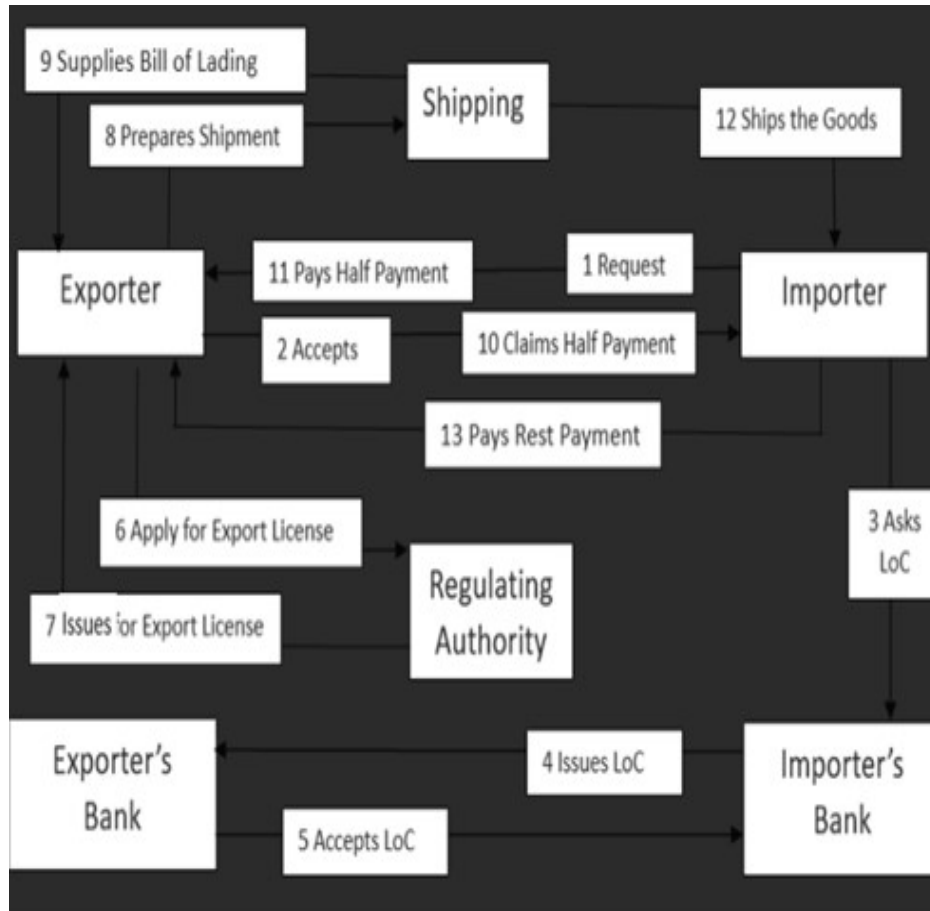 9 Supplies Bill of Lading
Shipping
12 Ships the Goods
8 Prepares Shipment
Exporter
11 Pays Half Payment
1 Request
Importer
2 Accepts
10 Claims Half Payment
13 Pays Rest Payment
6 Apply for Export License
3 Asks
LoC
Regulating
Authority
7 Issues for Export License
Exporter's
Bank
4 Issues LoC
Importer's
Bank
5 Accepts LoC